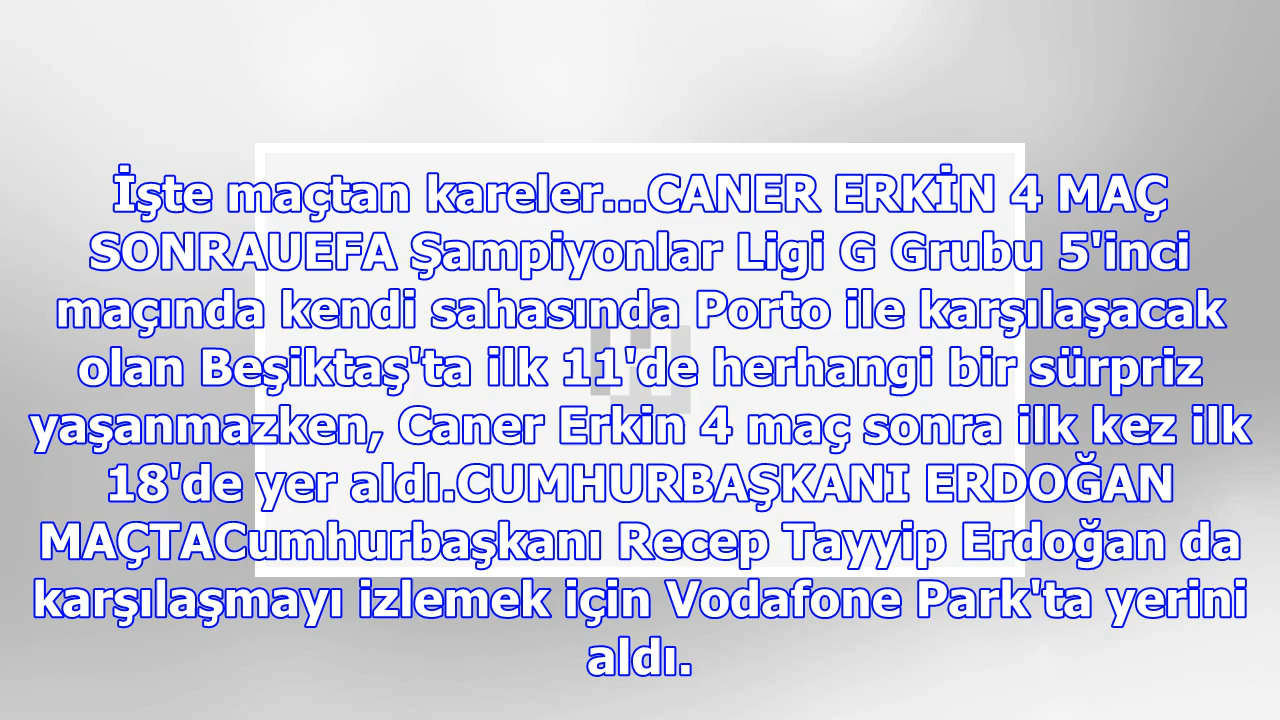 İşte maçtan kareler...CANER ERKİN 4 MAÇ
SONRAUEFA Şampiyonlar Ligi G Grubu 5'inci
maçında kendi sahasında Porto ile karşılaşacak
olan Beşiktaş'ta ilk 11'de herhangi bir sürpriz
yaşanmazken, Caner Erkin 4 maç sonra ilk kez ilk
18'de yer aldı.CUMHURBAŞKANI ERDOĞAN
MAÇTACumhurbaşkanı Recep Tayyip Erdoğan da
karşılaşmayı izlemek için Vodafone Park'ta yerini
aldı.